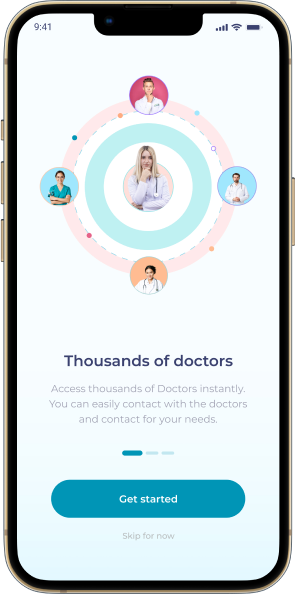 9:41
Thousands of doctors
Access thousands of Doctors instantly.
You can easily contact with the doctors
and contact for your needs.
Get started
Skip for now